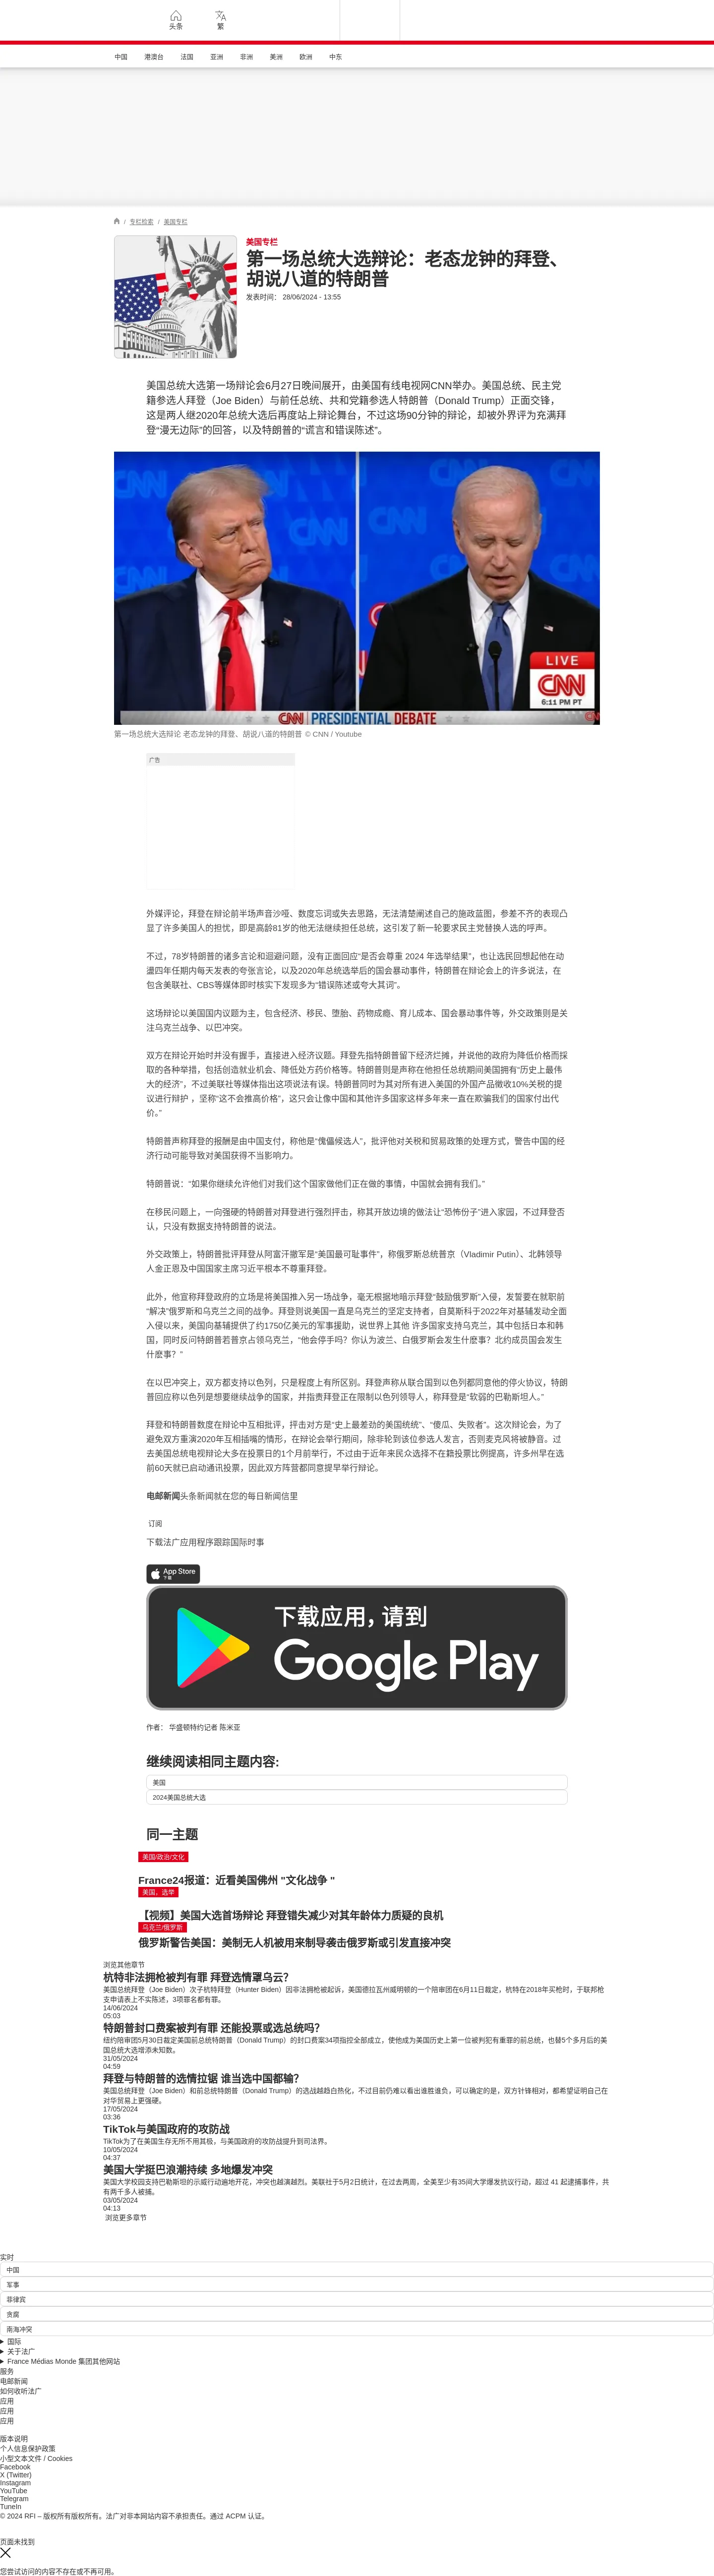 头条
繁
中国
港澳台
法国
亚洲
非洲
美洲
欧洲
中东
/ 专栏检索 / 美国专栏
美国专栏
第一场总统大选辩论：老态龙钟的拜登、
胡说八道的特朗普
发表时间： 28/06/2024 - 13:55
美国总统大选第一场辩论会6月27日晚间展开，由美国有线电视网CNN举办。美国总统、民主党
籍参选人拜登（Joe Biden）与前任总统、共和党籍参选人特朗普（Donald Trump）正面交锋，
这是两人继2020年总统大选后再度站上辩论舞台，不过这场90分钟的辩论，却被外界评为充满拜
登“漫无边际”的回答，以及特朗普的“谎言和错误陈述”。
LIVE
CNN
6:11 PM PT
CNN PRESIDENTIAL DEBATE
第一场总统大选辩论 老态龙钟的拜登、胡说八道的特朗普 © CNN / Youtube
广告
外媒评论，拜登在辩论前半场声音沙哑、数度忘词或失去思路，无法清楚阐述自己的施政蓝图，参差不齐的表现凸
显了许多美国人的担忧，即是高龄81岁的他无法继续担任总统，这引发了新一轮要求民主党替换人选的呼声。
不过，78岁特朗普的诸多言论和迴避问题，没有正面回应“是否会尊重 2024 年选举结果”，也让选民回想起他在动
盪四年任期内每天发表的夸张言论，以及2020年总统选举后的国会暴动事件，特朗普在辩论会上的许多说法，在
包含美联社、CBS等媒体即时核实下发现多为“错误陈述或夸大其词”。
这场辩论以美国国内议题为主，包含经济、移民、堕胎、药物成瘾、育儿成本、国会暴动事件等，外交政策则是关
注乌克兰战争、以巴冲突。
双方在辩论开始时并没有握手，直接进入经济议题。拜登先指特朗普留下经济烂摊，并说他的政府为降低价格而採
取的各种举措，包括创造就业机会、降低处方药价格等。特朗普则是声称在他担任总统期间美国拥有“历史上最伟
大的经济”，不过美联社等媒体指出这项说法有误。特朗普同时为其对所有进入美国的外国产品徵收10%关税的提
议进行辩护 ，坚称“这不会推高价格”，这只会让像中国和其他许多国家这样多年来一直在欺骗我们的国家付出代
价。”
特朗普声称拜登的报酬是由中国支付，称他是“傀儡候选人”，批评他对关税和贸易政策的处理方式，警告中国的经
济行动可能导致对美国获得不当影响力。
特朗普说：“如果你继续允许他们对我们这个国家做他们正在做的事情，中国就会拥有我们。”
在移民问题上，一向强硬的特朗普对拜登进行强烈抨击，称其开放边境的做法让“恐怖份子”进入家园，不过拜登否
认，只没有数据支持特朗普的说法。
外交政策上，特朗普批评拜登从阿富汗撤军是“美国最可耻事件”，称俄罗斯总统普京（Vladimir Putin）、北韩领导
人金正恩及中国国家主席习近平根本不尊重拜登。
此外，他宣称拜登政府的立场是将美国推入另一场战争，毫无根据地暗示拜登“鼓励俄罗斯”入侵，发誓要在就职前
“解决”俄罗斯和乌克兰之间的战争。拜登则说美国一直是乌克兰的坚定支持者，自莫斯科于2022年对基辅发动全面
入侵以来，美国向基辅提供了约1750亿美元的军事援助，说世界上其他 许多国家支持乌克兰，其中包括日本和韩
国，同时反问特朗普若普京占领乌克兰，“他会停手吗？你认为波兰、白俄罗斯会发生什麽事？北约成员国会发生
什麽事？“
在以巴冲突上，双方都支持以色列，只是程度上有所区别。拜登声称从联合国到以色列都同意他的停火协议，特朗
普回应称以色列是想要继续战争的国家，并指责拜登正在限制以色列领导人，称拜登是“软弱的巴勒斯坦人。”
拜登和特朗普数度在辩论中互相批评，抨击对方是“史上最差劲的美国统统”、“傻瓜、失败者”。这次辩论会，为了
避免双方重演2020年互相插嘴的情形，在辩论会举行期间，除非轮到该位参选人发言，否则麦克风将被静音。过
去美国总统电视辩论大多在投票日的1个月前举行，不过由于近年来民众选择不在籍投票比例提高，许多州早在选
前60天就已启动通讯投票，因此双方阵营都同意提早举行辩论。
电邮新闻头条新闻就在您的每日新闻信里
订阅
下载法广应用程序跟踪国际时事
App Store
下载
下载应用，请到
Google Play
作者： 华盛顿特约记者 陈米亚
继续阅读相同主题内容:
美国
2024美国总统大选
同一主题
美国/政治/文化
France24报道：近看美国佛州 "文化战争 "
美国，选举
【视频】美国大选首场辩论 拜登错失减少对其年龄体力质疑的良机
乌克兰/俄罗斯
俄罗斯警告美国：美制无人机被用来制导袭击俄罗斯或引发直接冲突
浏览其他章节
杭特非法拥枪被判有罪 拜登选情罩乌云？
美国总统拜登（Joe Biden）次子杭特拜登（Hunter Biden）因非法拥枪被起诉，美国德拉瓦州威明顿的一个陪审团在6月11日裁定，杭特在2018年买枪时，于联邦枪
支申请表上不实陈述，3项罪名都有罪。
14/06/2024
05:03
特朗普封口费案被判有罪 还能投票或选总统吗？
纽约陪审团5月30日裁定美国前总统特朗普（Donald Trump）的封口费案34项指控全部成立，使他成为美国历史上第一位被判犯有重罪的前总统，也替5个多月后的美
国总统大选增添未知数。
31/05/2024
04:59
拜登与特朗普的选情拉锯 谁当选中国都输？
美国总统拜登（Joe Biden）和前总统特朗普（Donald Trump）的选战越趋白热化，不过目前仍难以看出谁胜谁负，可以确定的是，双方针锋相对，都希望证明自己在
对华贸易上更强硬。
17/05/2024
03:36
TikTok与美国政府的攻防战
TikTok为了在美国生存无所不用其极，与美国政府的攻防战提升到司法界。
10/05/2024
04:37
美国大学挺巴浪潮持续 多地爆发冲突
美国大学校园支持巴勒斯坦的示威行动遍地开花，冲突也越演越烈。美联社于5月2日统计，在过去两周，全美至少有35间大学爆发抗议行动，超过 41 起逮捕事件，共
有两千多人被捕。
03/05/2024
04:13
浏览更多章节
实时
中国
军事
菲律宾
贪腐
南海冲突
国际
关于法广
France Médias Monde 集团其他网站
服务
电邮新闻
如何收听法广
应用
应用
应用
版本说明
个人信息保护政策
小型文本文件 / Cookies
Facebook
X (Twitter)
Instagram
YouTube
Telegram
TuneIn
© 2024 RFI – 版权所有版权所有。法广对非本网站内容不承担责任。通过 ACPM 认证。
页面未找到
您尝试访问的内容不存在或不再可用。